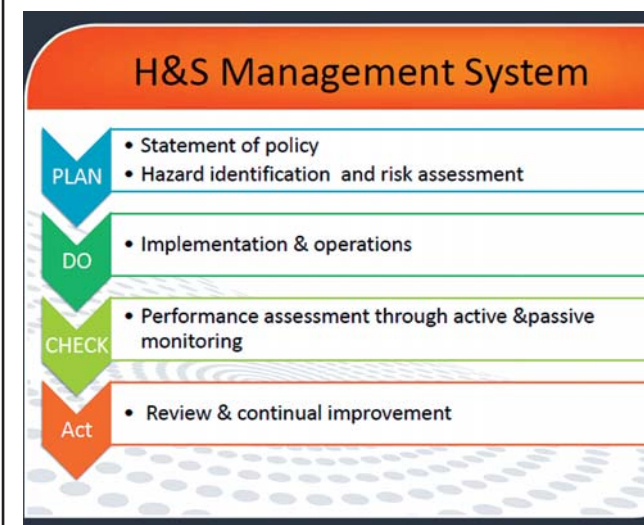 H&S Management System
PLAN
• Statement of policy
• Hazard identification and risk assessment
DO
• Implementation & operations
CHECK
• Performance assessment through active &passive
monitoring
Act
• Review & continual improvement